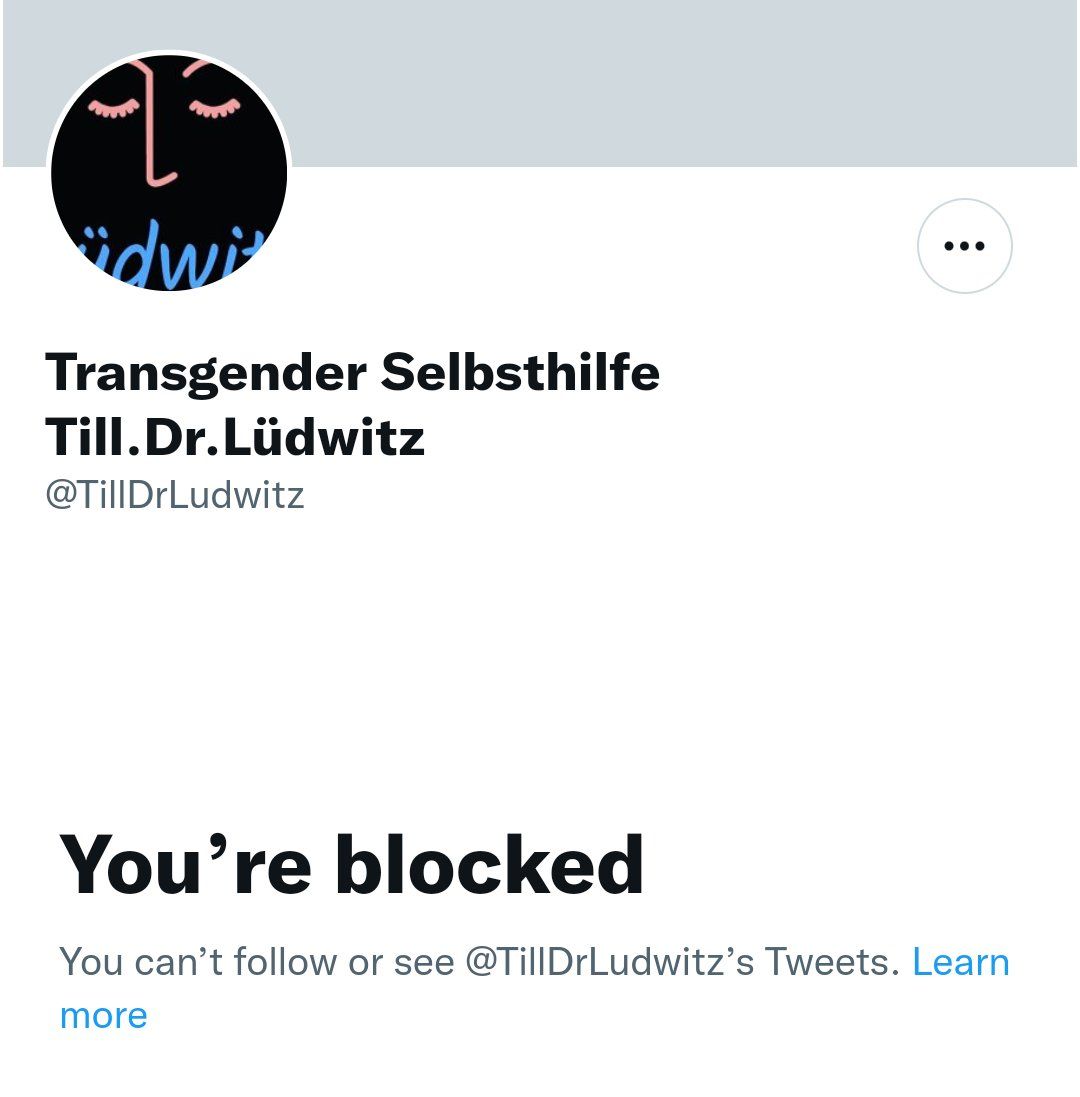 üdwit
Transgender Selbsthilfe
Till.Dr.Lüdwitz
@TillDrLudwitz
You’re blocked
You can’t follow or see @TillDrLudwitz’s Tweets. Learn
more